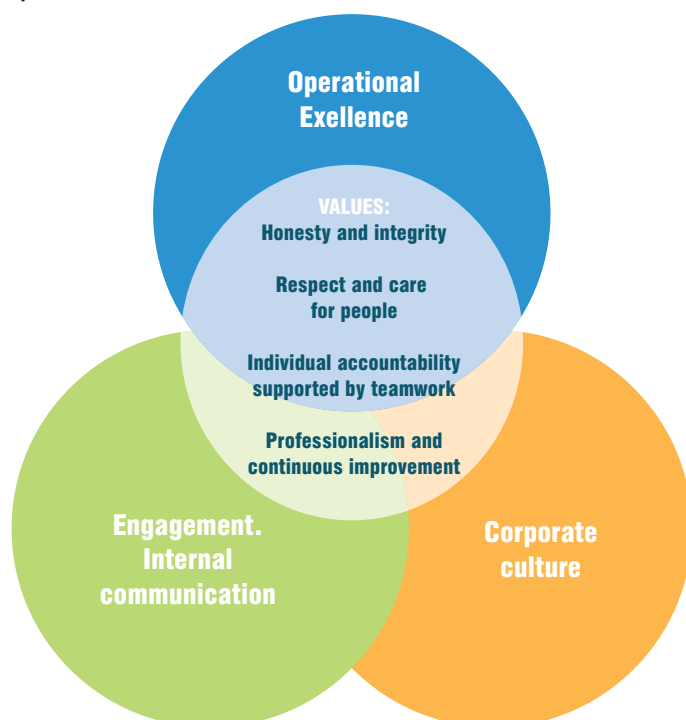 Operational
Exellence
VALUES:
Honesty and integrity
Respect and care
for people
Individual accountability
supported by teamwork
Professionalism and
continuous improvement
Engagement.
Internal
communication
Corporate
culture